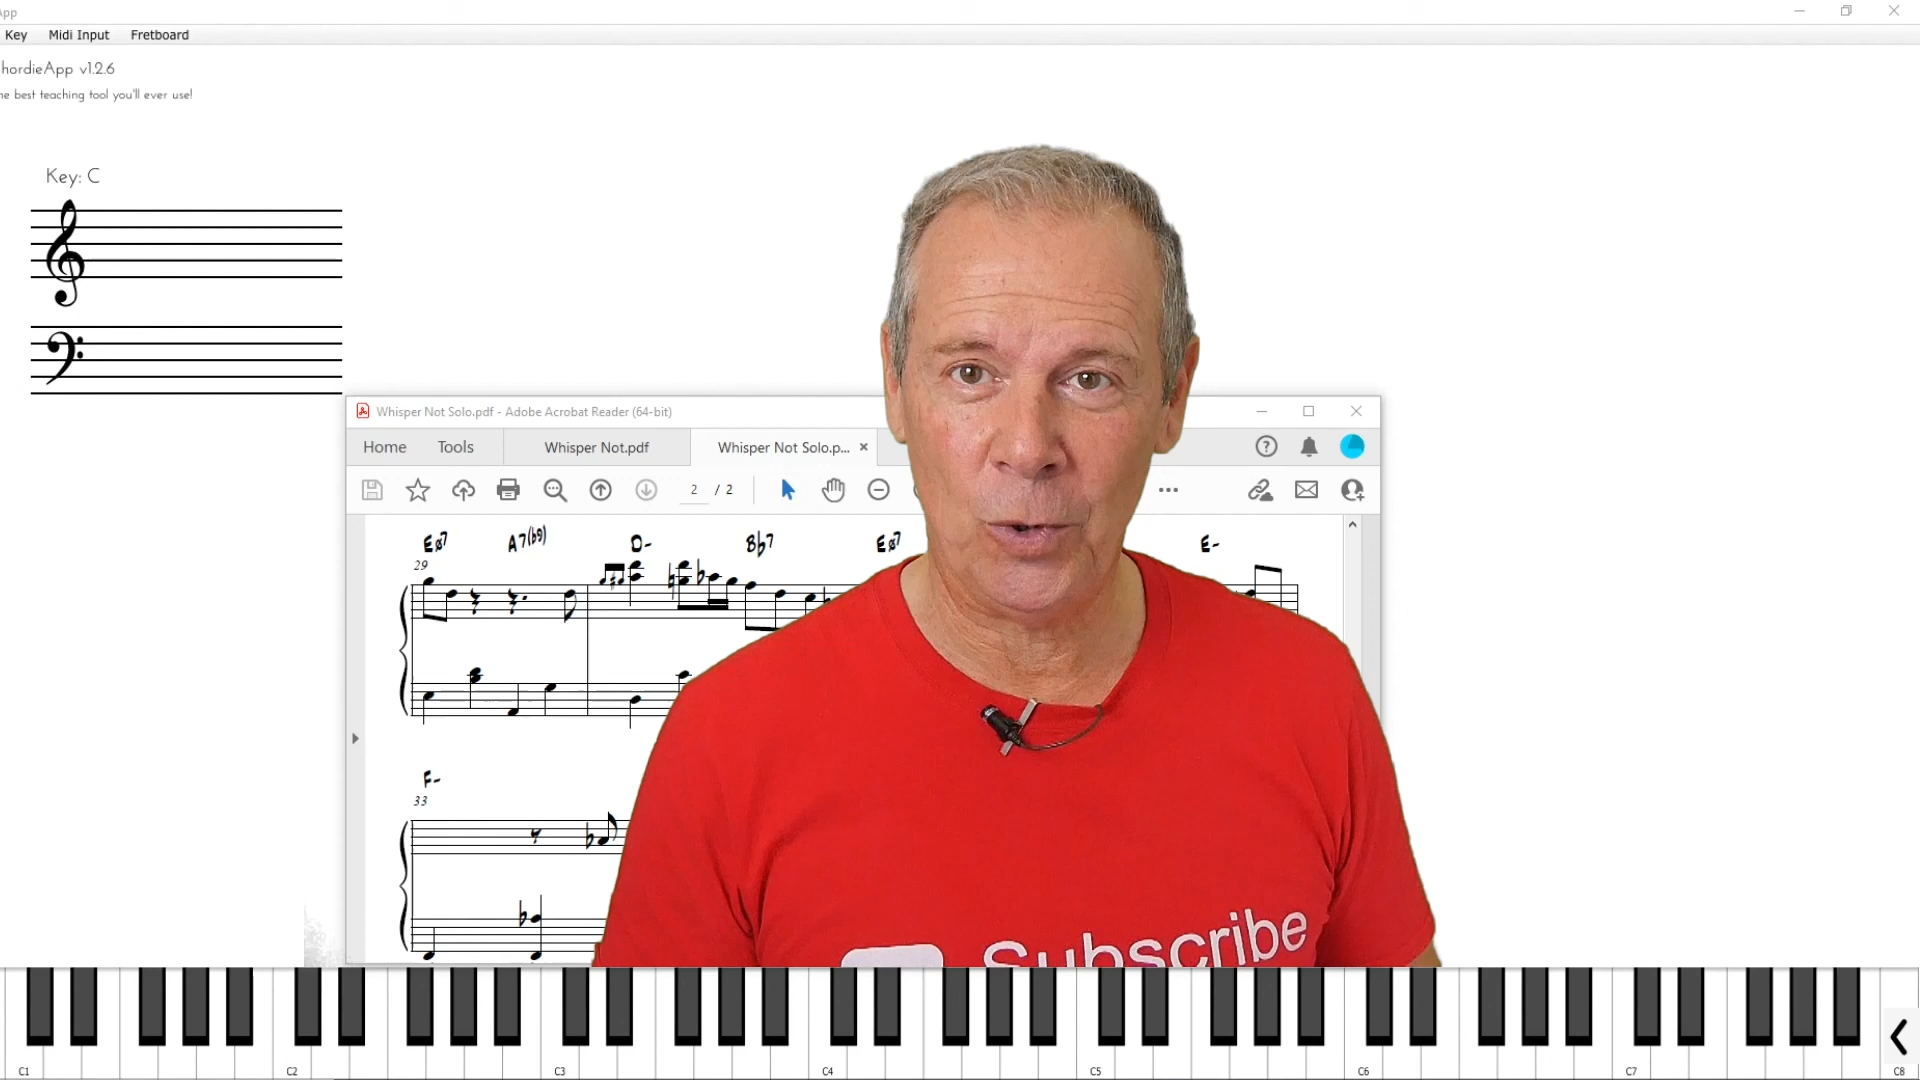 App
Key Midi Input Fretboard
hordieApp v1.2.6
he best teaching tool you'll ever use!
Key: C
Whisper Not Solo.pdf - Adobe Acrobat Reader (64-bit)
Home Tools Whisper Not.pdf Whisper Not Solo.p...
2 / 2
Eø7 A7(b9) D- Bb7 Eø7 E-
29
F-
33
Subscribe
C1 C2 C3 C4 C5 C6 C7 C8